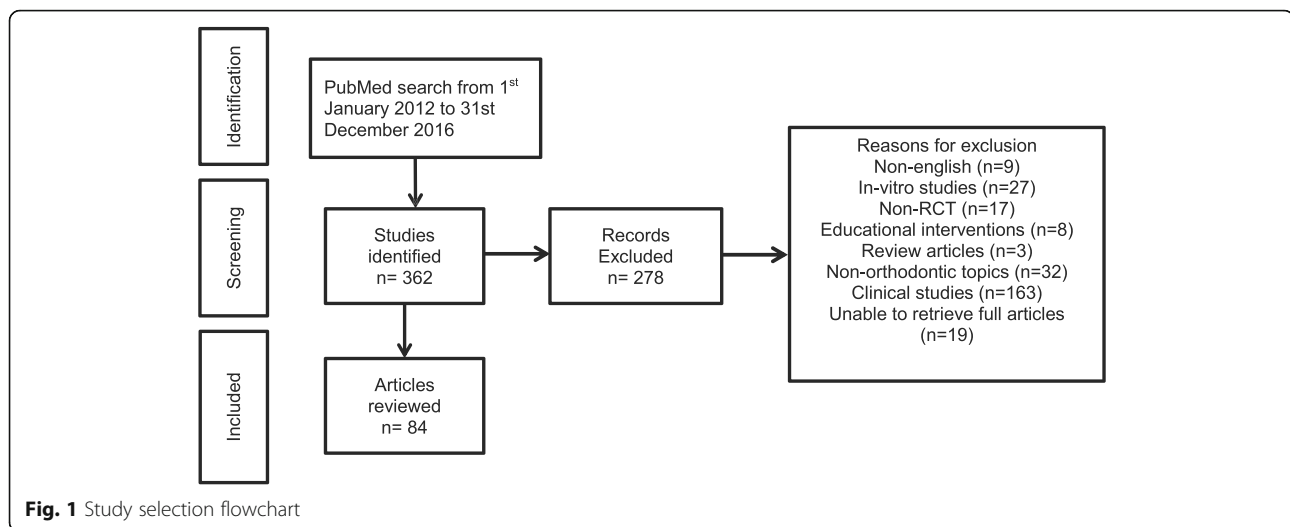 Identification
PubMed search from 1st
January 2012 to 31st
December 2016
Screening
Studies
identified
n= 362
Records
Excluded
n= 278
Reasons for exclusion
Non-english (n=9)
In-vitro studies (n=27)
Non-RCT (n=17)
Educational interventions (n=8)
Review articles (n=3)
Non-orthodontic topics (n=32)
Clinical studies (n=163)
Unable to retrieve full articles
(n=19)
Included
Articles
reviewed
n= 84
Fig. 1 Study selection flowchart